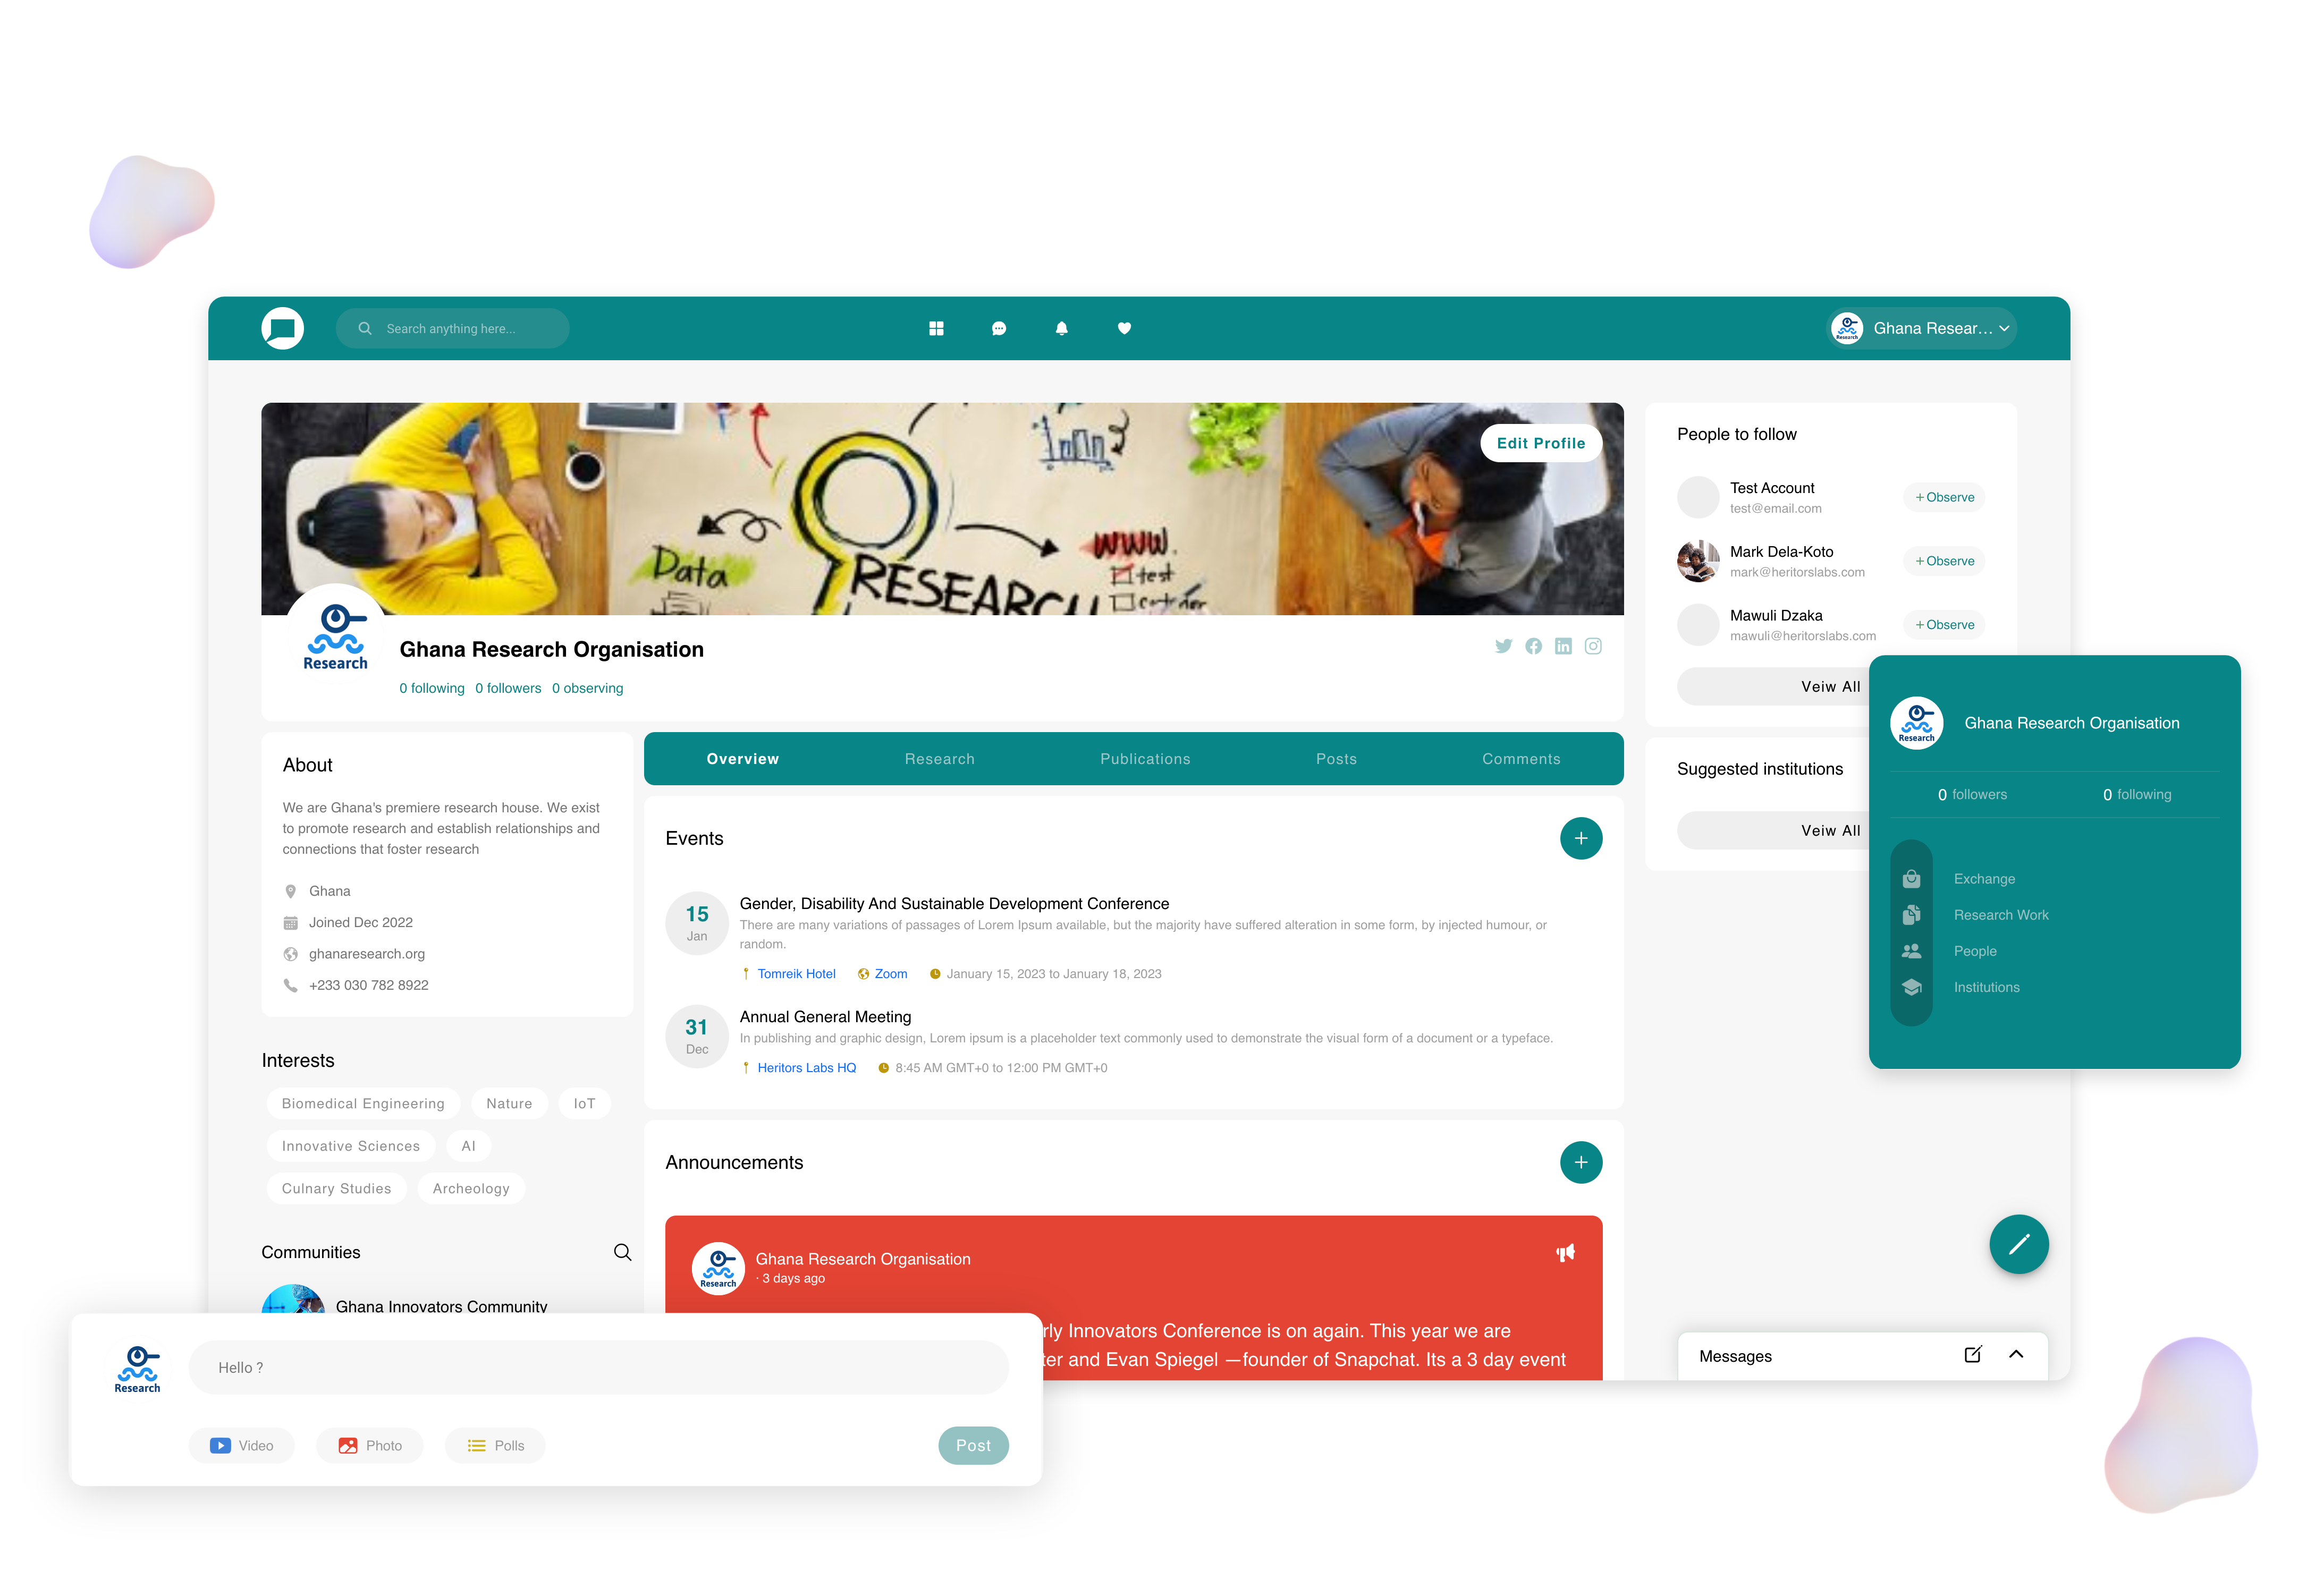 Search anything here...
Research
Ghana Resear...
Data
RESEARCH
www.
test
Edit Profile
Research
Ghana Research Organisation
0 following 0 followers 0 observing
People to follow
Test Account
test@email.com
+ Observe
Mark Dela-Koto
mark@heritorslabs.com
+ Observe
Mawuli Dzaka
mawuli@heritorslabs.com
+ Observe
Veiw All
Suggested institutions
Veiw All
Research
Ghana Research Organisation
0 followers
0 following
Exchange
Research Work
People
Institutions
About
We are Ghana's premiere research house. We exist
to promote research and establish relationships and
connections that foster research
Ghana
Joined Dec 2022
ghanaresearch.org
+233 030 782 8922
Interests
Biomedical Engineering
Nature
IoT
Innovative Sciences
AI
Culnary Studies
Archeology
Communities
Ghana Innovators Community
Overview
Research
Publications
Posts
Comments
Events
15
Jan
Gender, Disability And Sustainable Development Conference
There are many variations of passages of Lorem Ipsum available, but the majority have suffered alteration in some form, by injected humour, or
random.
Tomreik Hotel
Zoom
January 15, 2023 to January 18, 2023
31
Dec
Annual General Meeting
In publishing and graphic design, Lorem ipsum is a placeholder text commonly used to demonstrate the visual form of a document or a typeface.
Heritors Labs HQ
8:45 AM GMT+0 to 12:00 PM GMT+0
Announcements
Research
Ghana Research Organisation
· 3 days ago
rly Innovators Conference is on again. This year we are
ter and Evan Spiegel —founder of Snapchat. Its a 3 day event
Messages
Research
Hello ?
Video
Photo
Polls
Post